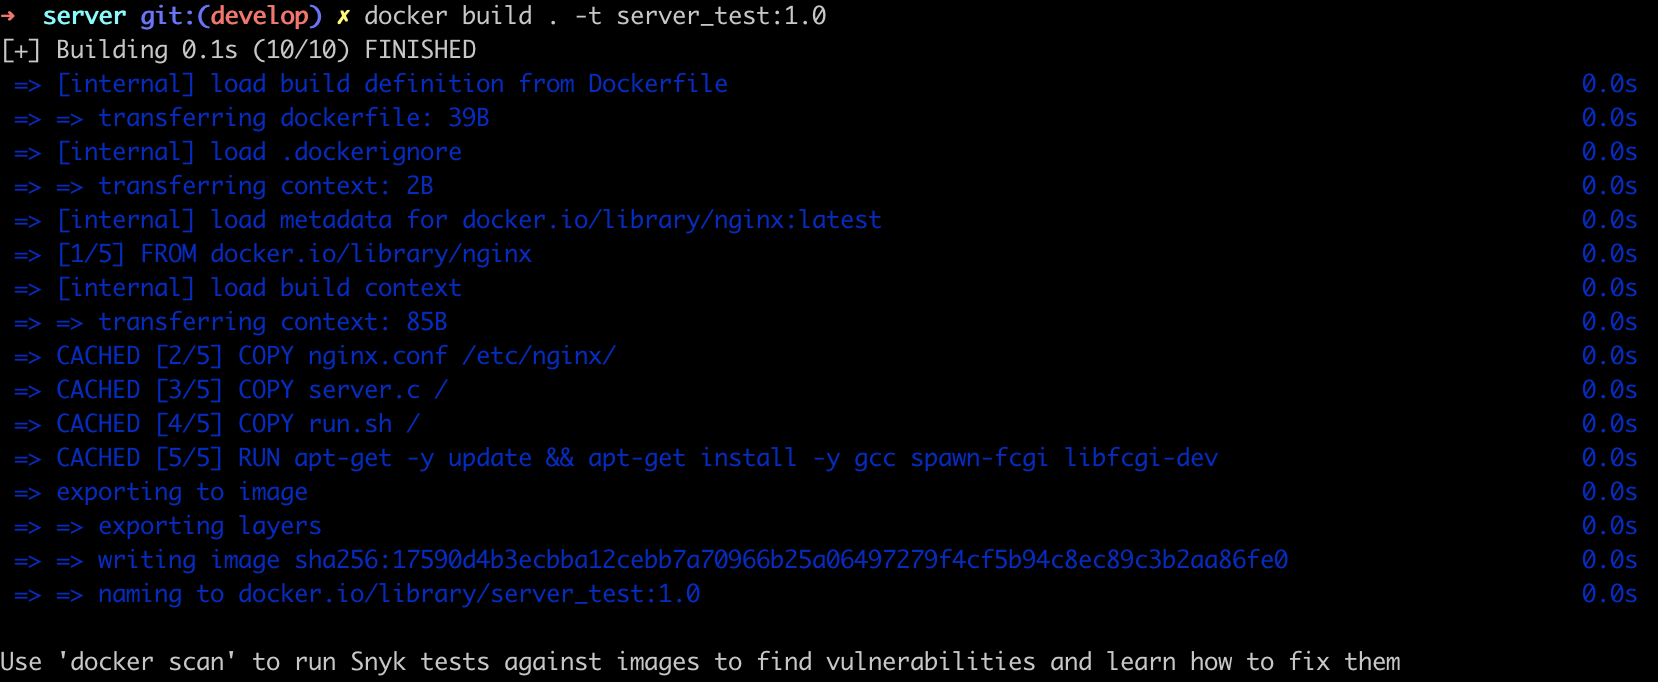 ➜  server git:(develop) ✗ docker build . -t server_test:1.0
[+] Building 0.1s (10/10) FINISHED
 => [internal] load build definition from Dockerfile 0.0s
 => => transferring dockerfile: 39B 0.0s
 => [internal] load .dockerignore 0.0s
 => => transferring context: 2B 0.0s
 => [internal] load metadata for docker.io/library/nginx:latest 0.0s
 => [1/5] FROM docker.io/library/nginx 0.0s
 => [internal] load build context 0.0s
 => => transferring context: 85B 0.0s
 => CACHED [2/5] COPY nginx.conf /etc/nginx/ 0.0s
 => CACHED [3/5] COPY server.c / 0.0s
 => CACHED [4/5] COPY run.sh / 0.0s
 => CACHED [5/5] RUN apt-get -y update && apt-get install -y gcc spawn-fcgi libfcgi-dev 0.0s
 => exporting to image 0.0s
 => => exporting layers 0.0s
 => => writing image sha256:17590d4b3ecbba12cebb7a70966b25a06497279f4cf5b94c8ec89c3b2aa86fe0 0.0s
 => => naming to docker.io/library/server_test:1.0 0.0s
Use 'docker scan' to run Snyk tests against images to find vulnerabilities and learn how to fix them